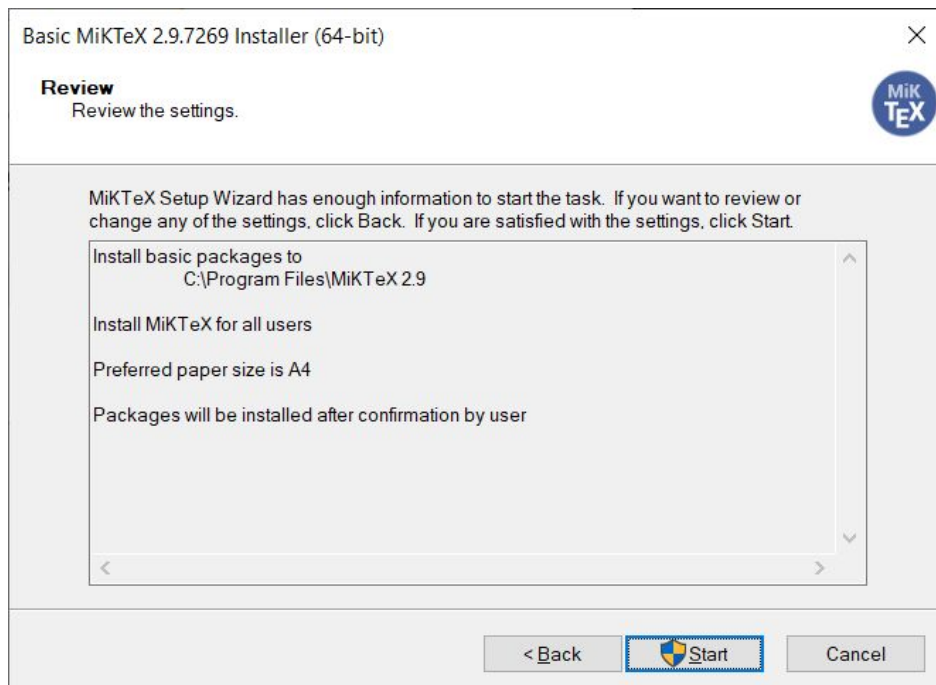 Basic MiKTeX 2.9.7269 Installer (64-bit)
Review
Review the settings.
MiK
TEX
MiKTeX Setup Wizard has enough information to start the task. If you want to review or
change any of the settings, click Back. If you are satisfied with the settings, click Start.
Install basic packages to
C:\Program Files\MiKTeX 2.9
Install MiKTeX for all users
Preferred paper size is A4
Packages will be installed after confirmation by user
< Back
Start
Cancel